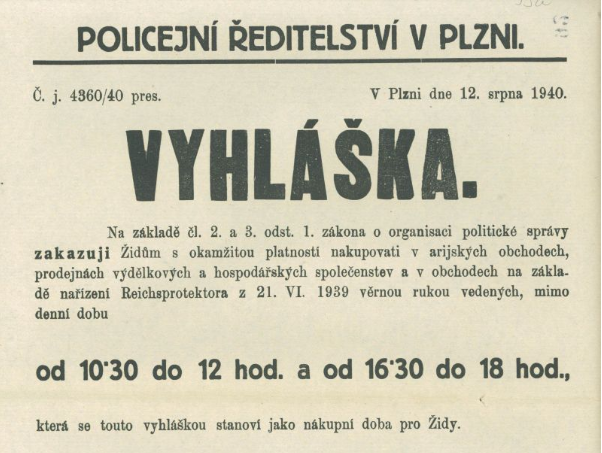 POLICEJNÍ ŘEDITELSTVÍ V PLZNI.
Č. j. 4360/40 pres. V Plzni dne 12. srpna 1940.
VYHLÁŠKA.
Na základě čl. 2. a 3. odst. 1. zákona o organisaci politické správy
zakazuji Židům s okamžitou platností nakupovati v arijských obchodech,
prodejnách výdělkových a hospodářských společenstev a v obchodech na zákla-
dě nařízení Reichsprotektora z 21. VI. 1939 věrnou rukou vedených, mimo
denní dobu
od 10·30 do 12 hod. a od 16·30 do 18 hod.,
která se touto vyhláškou stanoví jako nákupní doba pro Židy.